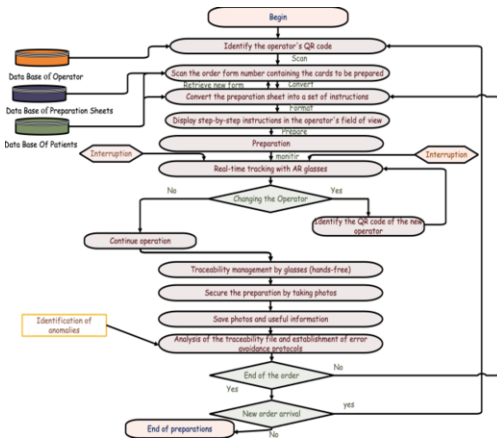 Begin
Identify the operator's QR code
Scan
Data Base of Operator
Scan the order form number containing the cards to be prepared
Retrieve new form
Convert
Data Base of Preparation Sheets
Convert the preparation sheet into a set of instructions
Format
Data Base Of Patients
Display step-by-step instructions in the operator's field of view
Prepare
Preparation
Interruption
monitir
Interruption
Real-time tracking with AR glasses
No
Yes
Changing the Operator
Identify the QR code of the new
operator
Continue operation
Traceability management by glasses (hands-free)
Secure the preparation by taking photos
Identification of
anomalies
Save photos and useful information
Analysis of the traceability file and establishment of error
avoidance protocols
End of the order
No
Yes
New order arrival
yes
End of preparations
No